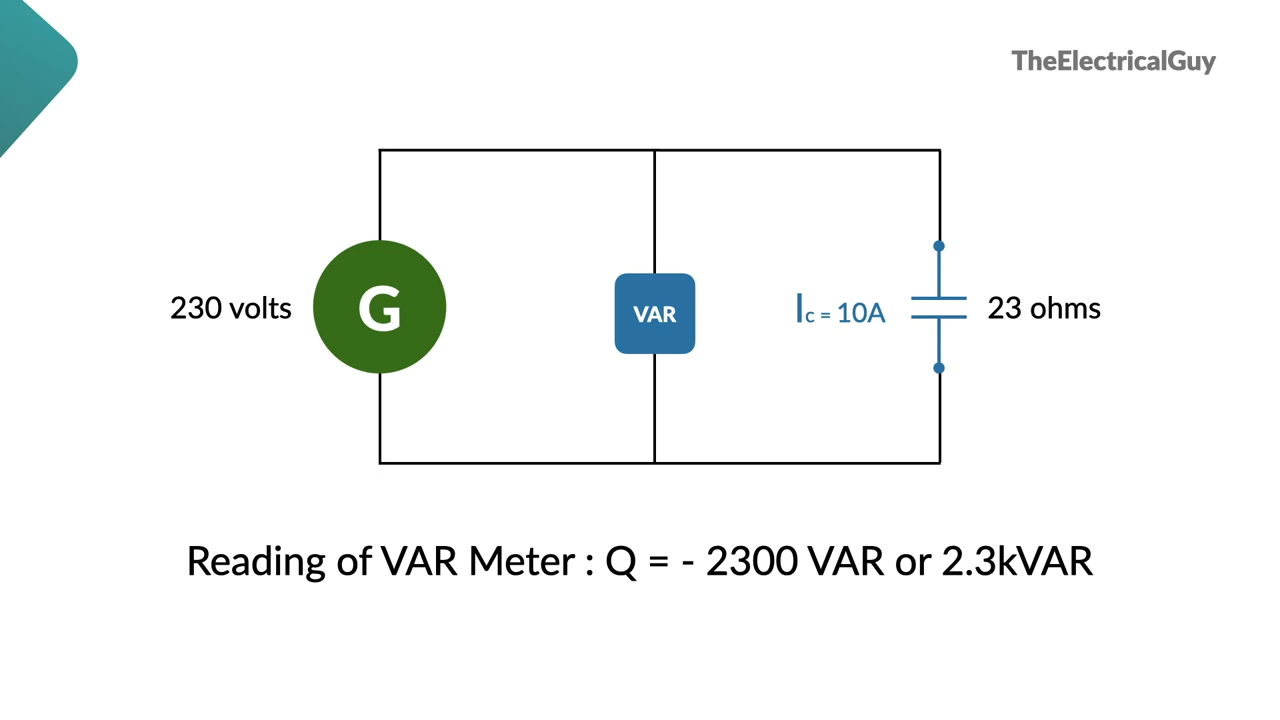 TheElectricalGuy
230 volts
G
VAR
Ic = 10A
23 ohms
Reading of VAR Meter : Q = - 2300 VAR or 2.3kVAR